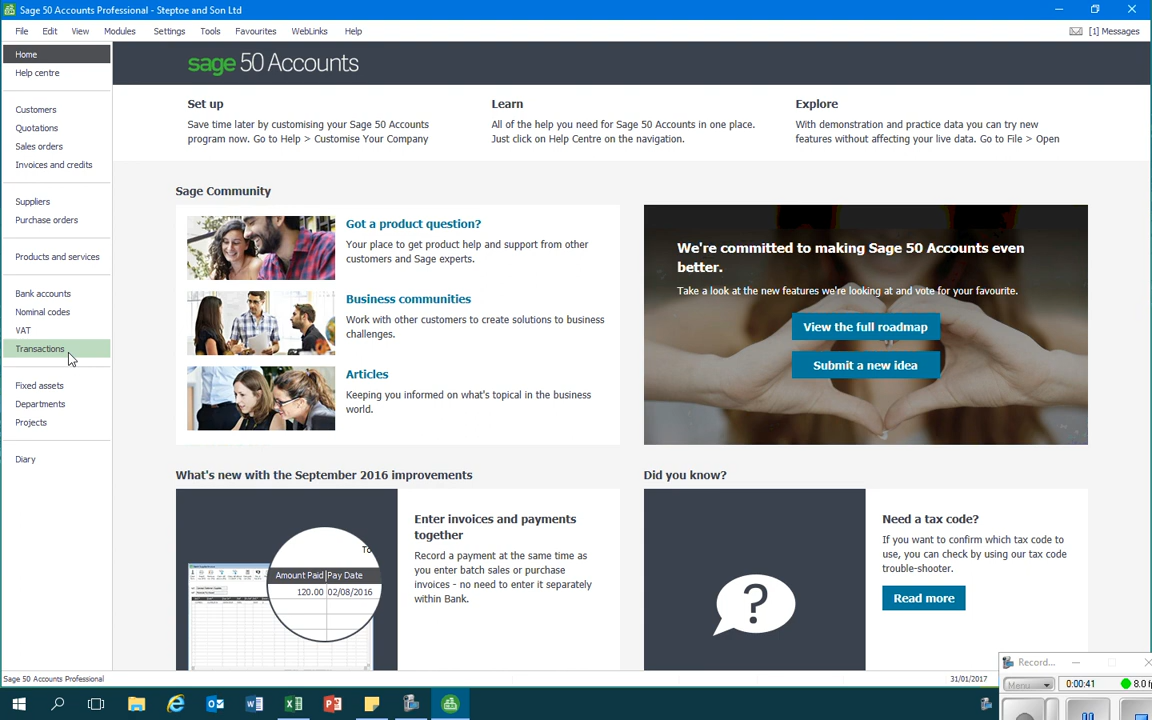 Sage 50 Accounts Professional - Steptoe and Son Ltd
File Edit View Modules Settings Tools Favourites WebLinks Help
[1] Messages
Home
Help centre
Customers
Quotations
Sales orders
Invoices and credits
Suppliers
Purchase orders
Products and services
Bank accounts
Nominal codes
VAT
Transactions
Fixed assets
Departments
Projects
Diary
sage 50 Accounts
Set up
Save time later by customising your Sage 50 Accounts
program now. Go to Help > Customise Your Company
Learn
All of the help you need for Sage 50 Accounts in one place.
Just click on Help Centre on the navigation.
Explore
With demonstration and practice data you can try new
features without affecting your live data. Go to File > Open
Sage Community
Got a product question?
Your place to get product help and support from other
customers and Sage experts.
Business communities
Work with other customers to create solutions to business
challenges.
Articles
Keeping you informed on what's topical in the business
world.
We're committed to making Sage 50 Accounts even
better.
Take a look at the new features we're looking at and vote for your favourite.
View the full roadmap
Submit a new idea
What's new with the September 2016 improvements
To
Amount Paid Pay Date
120.00 02/08/2016
Enter invoices and payments
together
Record a payment at the same time as
you enter batch sales or purchase
invoices - no need to enter it separately
within Bank.
Did you know?
?
Need a tax code?
If you want to confirm which tax code to
use, you can check by using our tax code
trouble-shooter.
Read more
Sage 50 Accounts Professional
31/01/2017
Record...
Menu
0:00:41
8.0 f